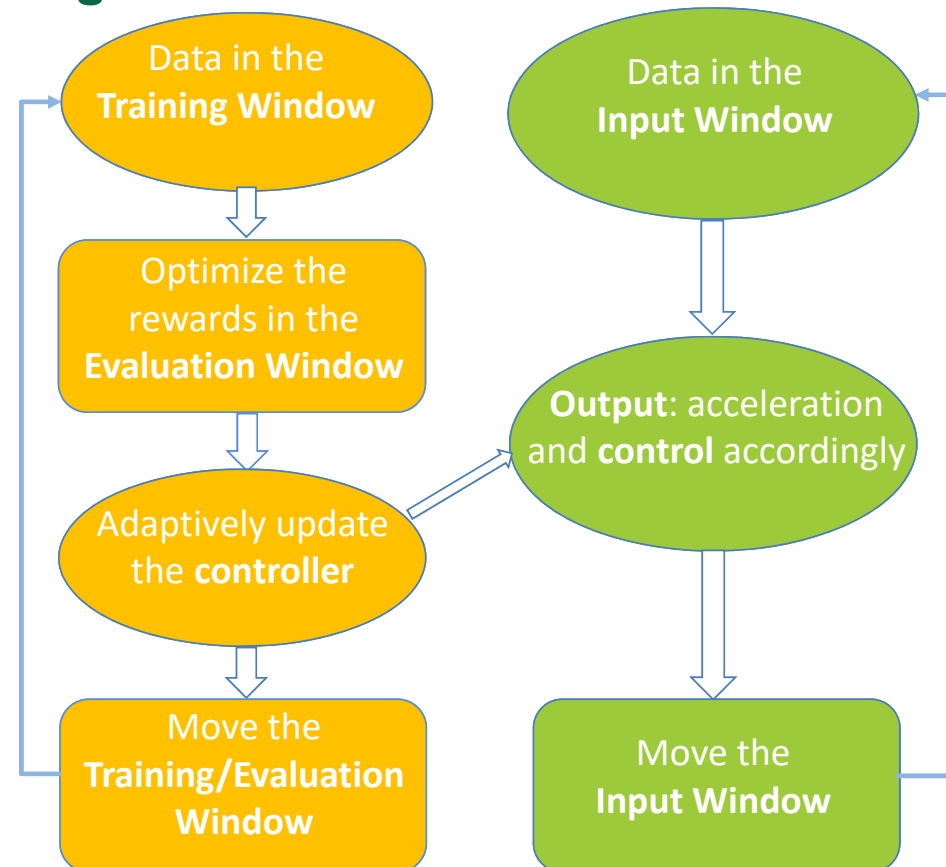 Data in the
Training Window
Optimize the
rewards in the
Evaluation Window
Adaptively update
the controller
Move the
Training/Evaluation
Window
Data in the
Input Window
Output: acceleration
and control accordingly
Move the
Input Window